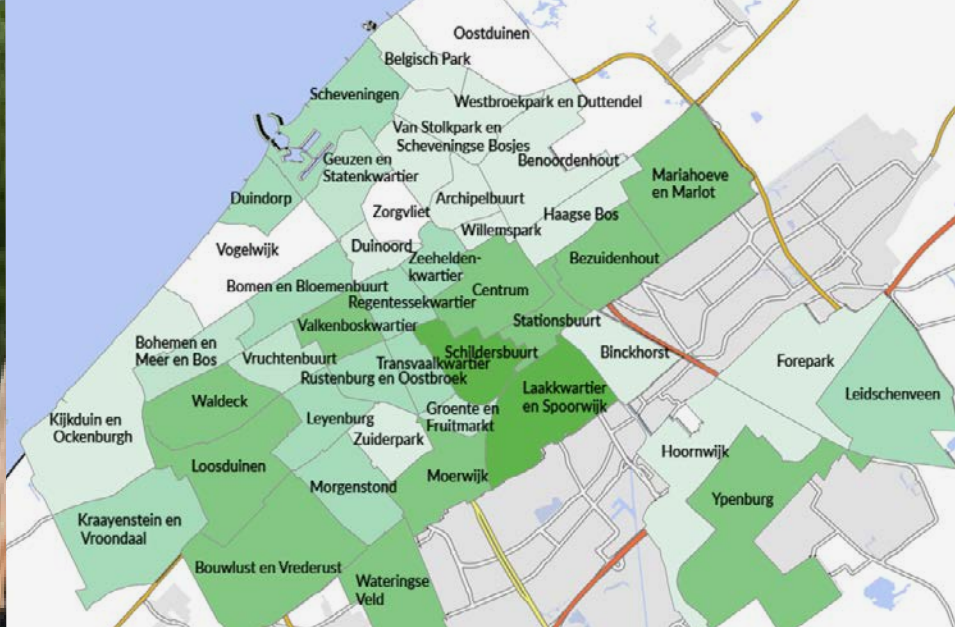 Oostduinen
Belgisch Park
Scheveningen
Westbroekpark en Duttendel
Van Stolkpark en
Scheveningse Bosjes
Geuzen en
Statenkwartier
Benoordenhout
Mariahoeve
en Marlot
Duindorp
Archipelbuurt
Zorgvliet
Haagse Bos
Willemspark
Vogelwijk
Duinoord
Zeehelden-
kwartier
Bezuidenhout
Bomen en Bloemenbuurt
Centrum
Regentessekwartier
Stationsbuurt
Valkenboskwartier
Bohemen en
Meer en Bos
Vruchtenbuurt
Schildersbuurt
Binckhorst
Transvaalkwartier
Forepark
Rustenburg en Oostbroek
Laakkwartier
en Spoorwijk
Leidschenveen
Waldeck
Groente en
Fruitmarkt
Kijkduin en
Ockenburgh
Leyenburg
Zuiderpark
Hoornwijk
Loosduinen
Moerwijk
Morgenstond
Ypenburg
Kraayenstein en
Vroondaal
Bouwlust en Vrederust
Wateringse
Veld